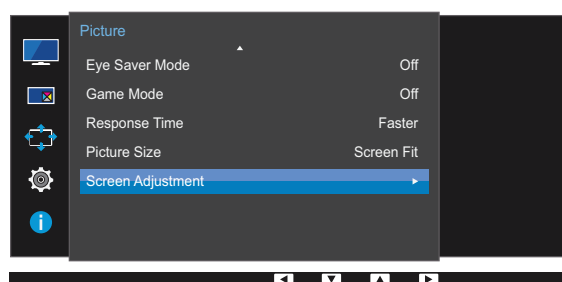 Picture
Eye Saver Mode Off
Game Mode Off
Response Time Faster
Picture Size Screen Fit
Screen Adjustment